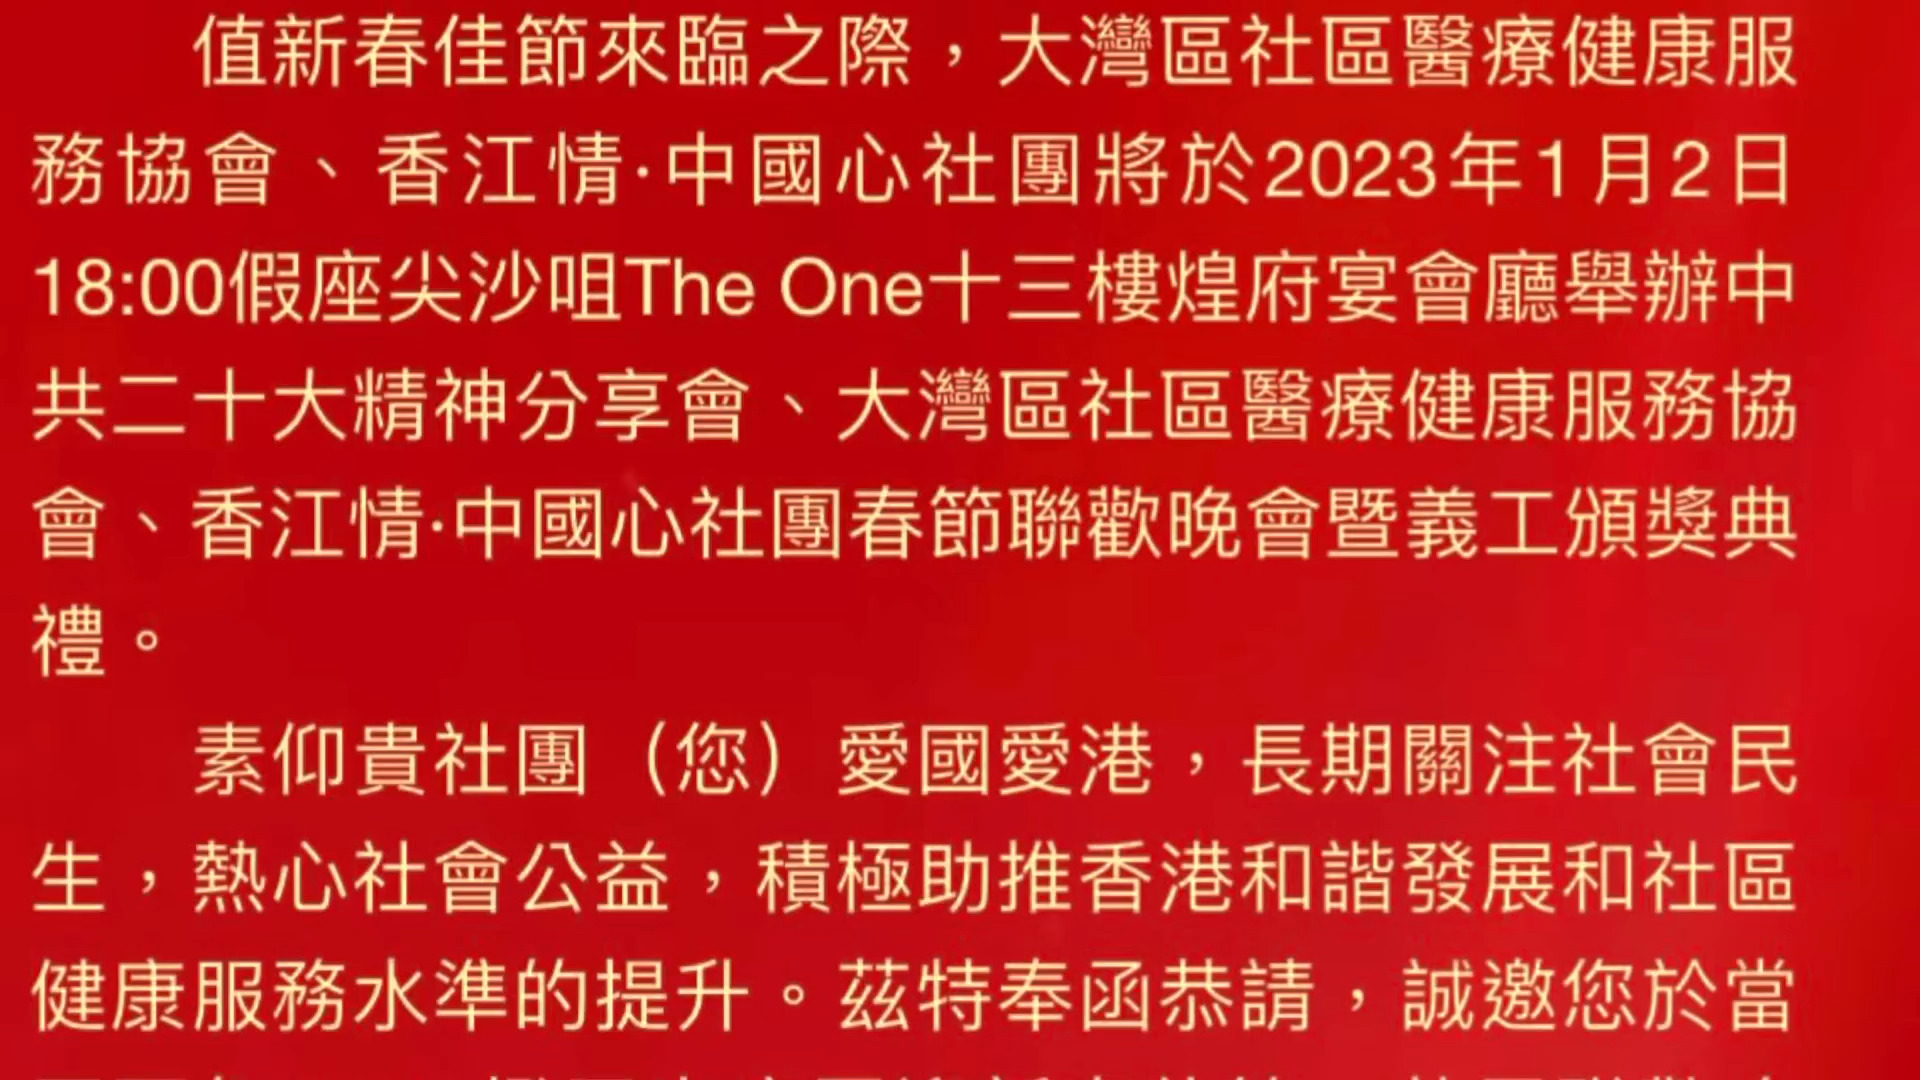 值新春佳節來臨之際，大灣區社區醫療健康服
務協會、香江情·中國心社團將於2023年1月2日
18:00假座尖沙咀The One十三樓煌府宴會廳舉辦中
共二十大精神分享會、大灣區社區醫療健康服務協
會、香江情·中國心社團春節聯歡晚會暨義工頒獎典
禮。
素仰貴社團（您）愛國愛港，長期關注社會民
生，熱心社會公益，積極助推香港和諧發展和社區
健康服務水準的提升。茲特奉函恭請，誠邀您於當